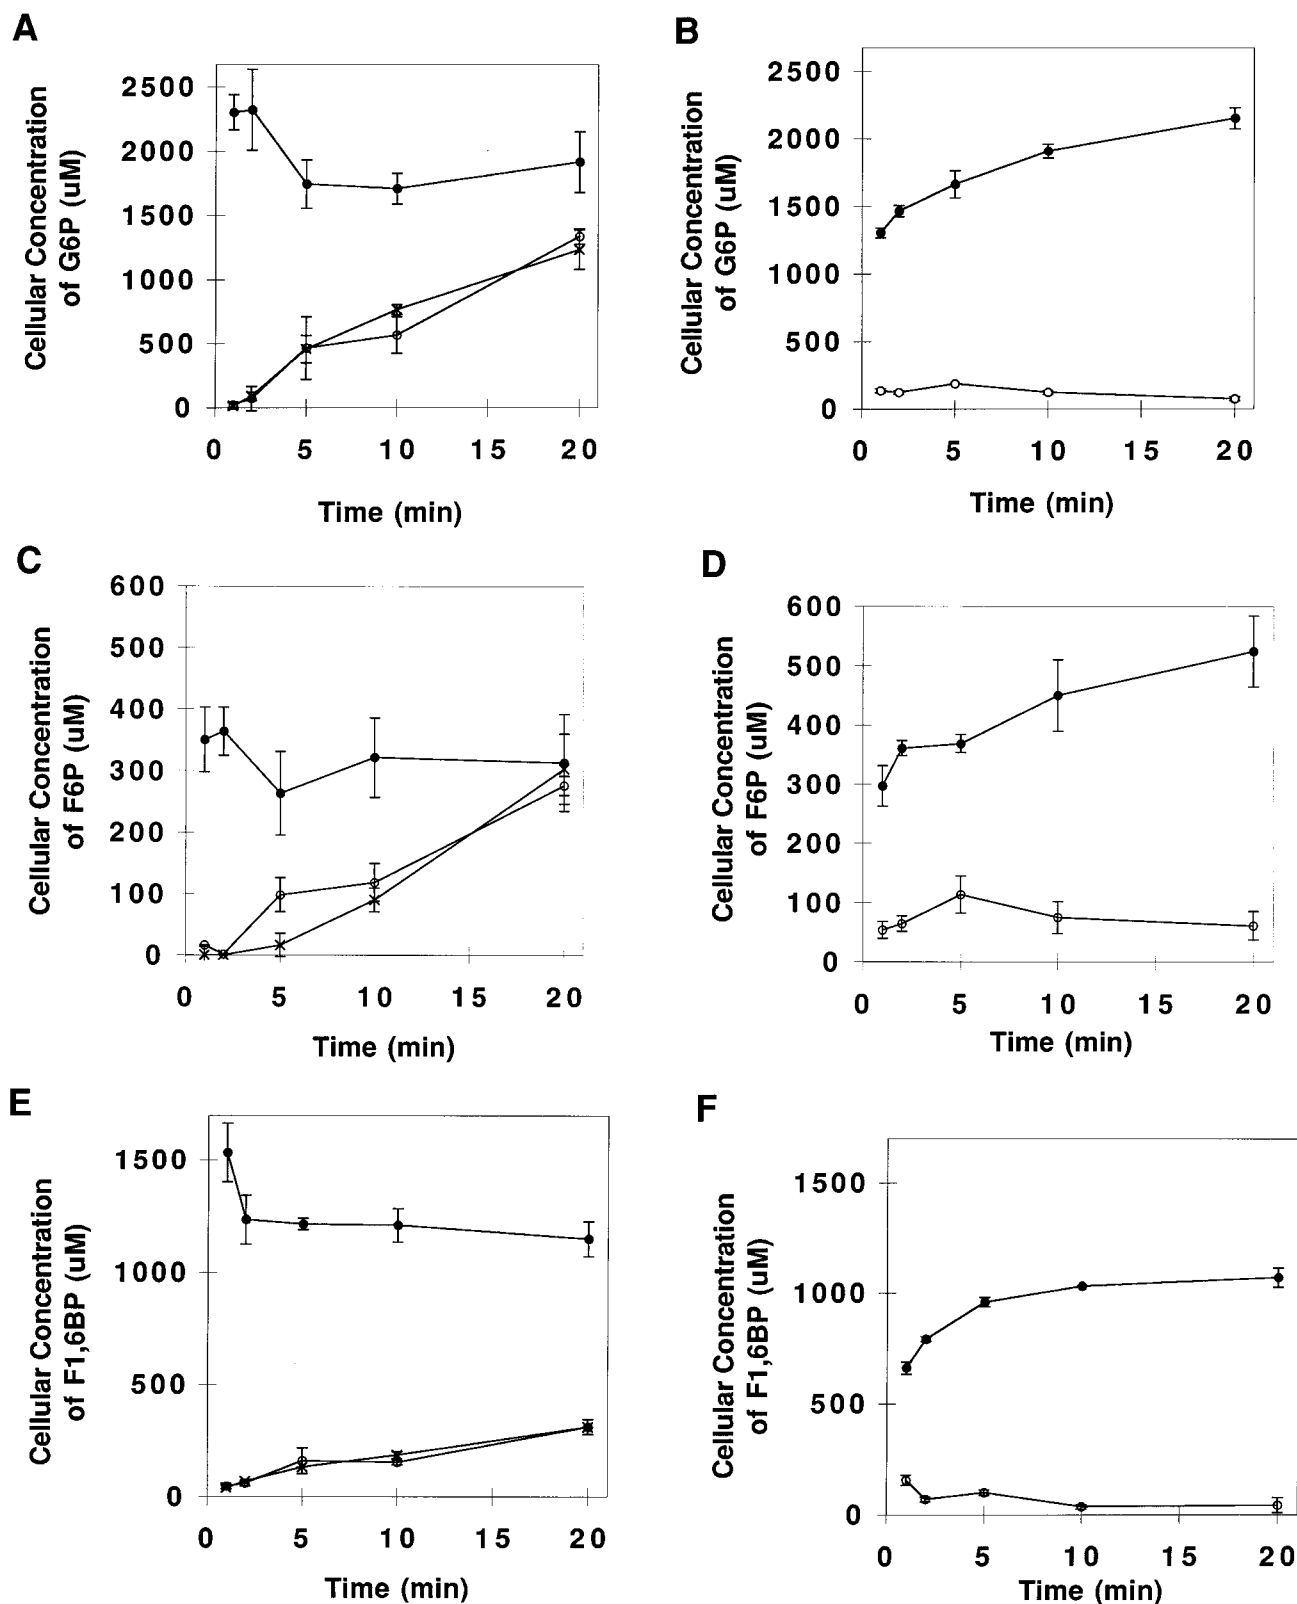 A
Cellular Concentration
of G6P (uM)
2500
2000
1500
1000
500
0
0 5 10 15 20
Time (min)
B
Cellular Concentration
of G6P (uM)
2500
2000
1500
1000
500
0
0 5 10 15 20
Time (min)
C
Cellular Concentration
of F6P (uM)
600
500
400
300
200
100
0
0 5 10 15 20
Time (min)
D
Cellular Concentration
of F6P (uM)
600
500
400
300
200
100
0
0 5 10 15 20
Time (min)
E
Cellular Concentration
of F1,6BP (uM)
1500
1000
500
0
0 5 10 15 20
Time (min)
F
Cellular Concentration
of F1,6BP (uM)
1500
1000
500
0
0 5 10 15 20
Time (min)